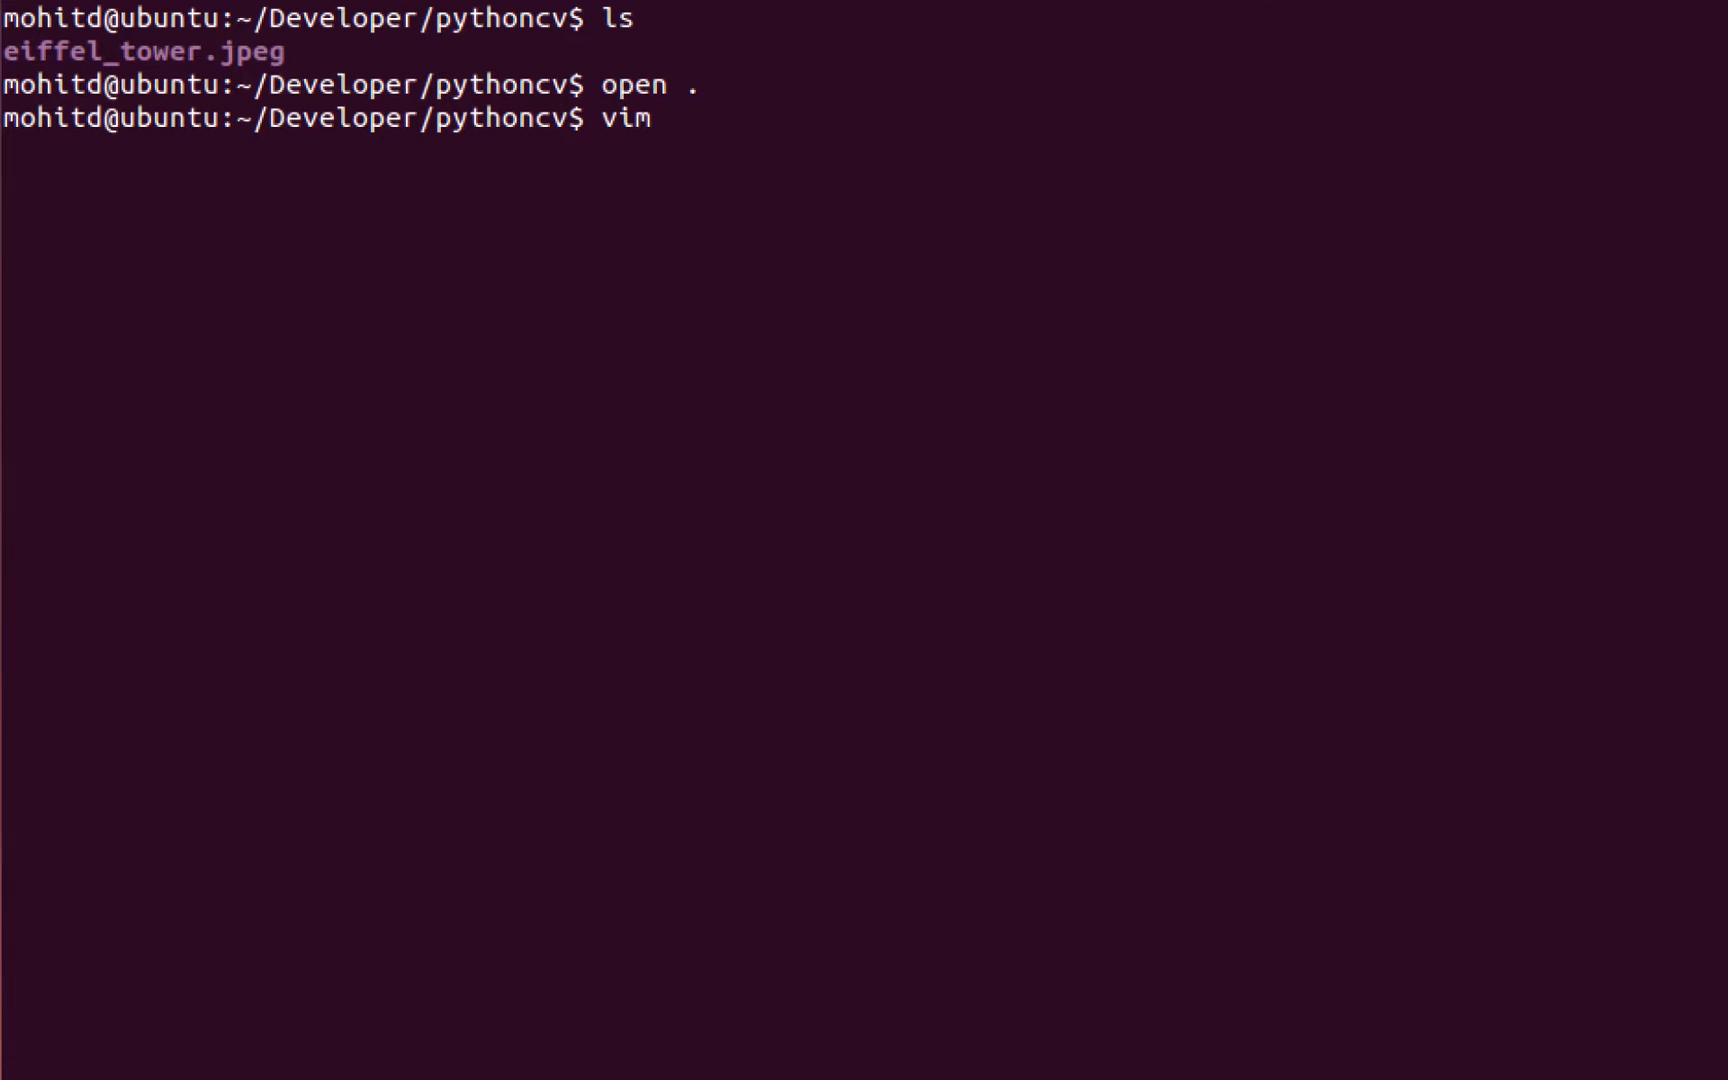 mohitd@ubuntu:~/Developer/pythoncv$ ls
eiffel_tower.jpeg
mohitd@ubuntu:~/Developer/pythoncv$ open .
mohitd@ubuntu:~/Developer/pythoncv$ vim